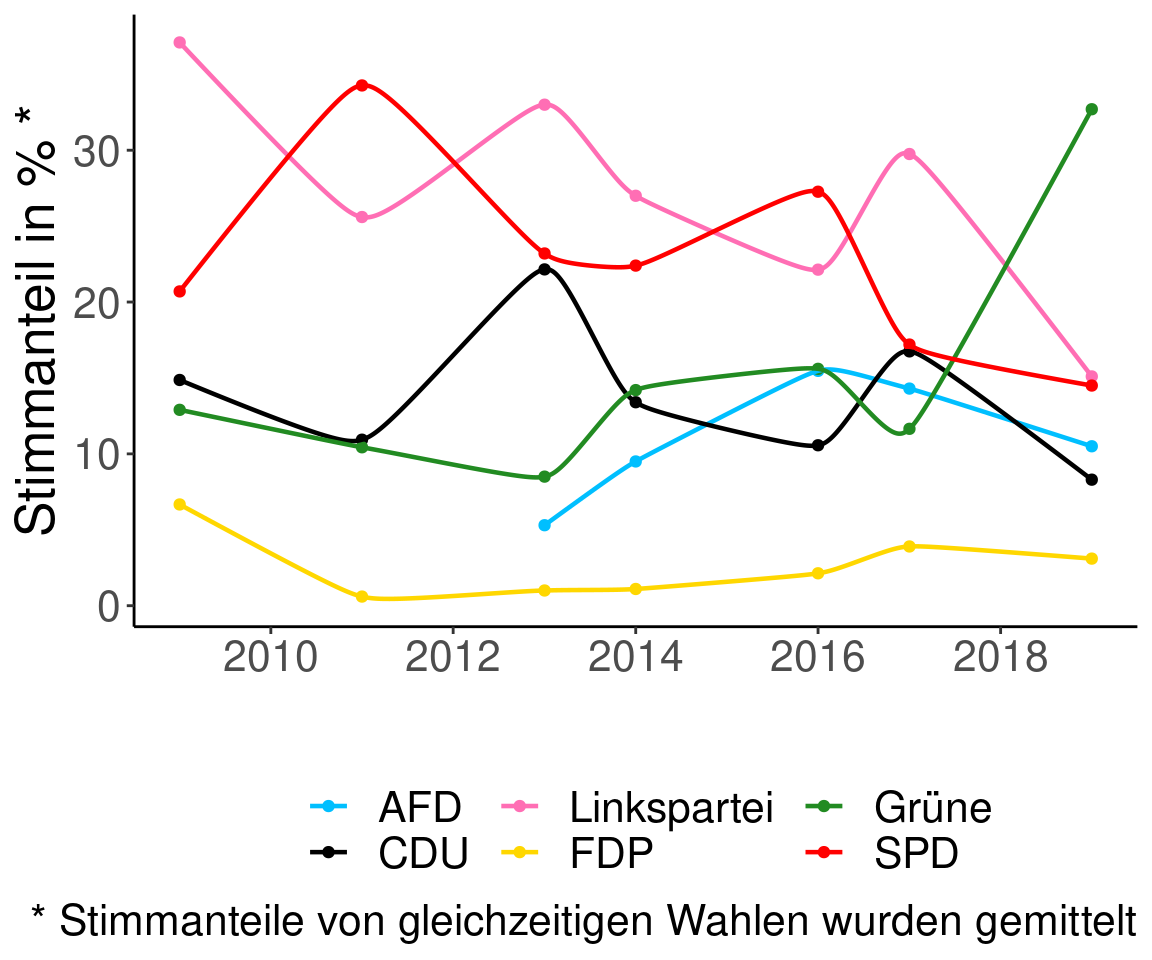 Stimmanteil in % *
30
20
10
0
2010 2012 2014 2016 2018
AFD Linkspartei Grüne
CDU FDP SPD
* Stimmanteile von gleichzeitigen Wahlen wurden gemittelt